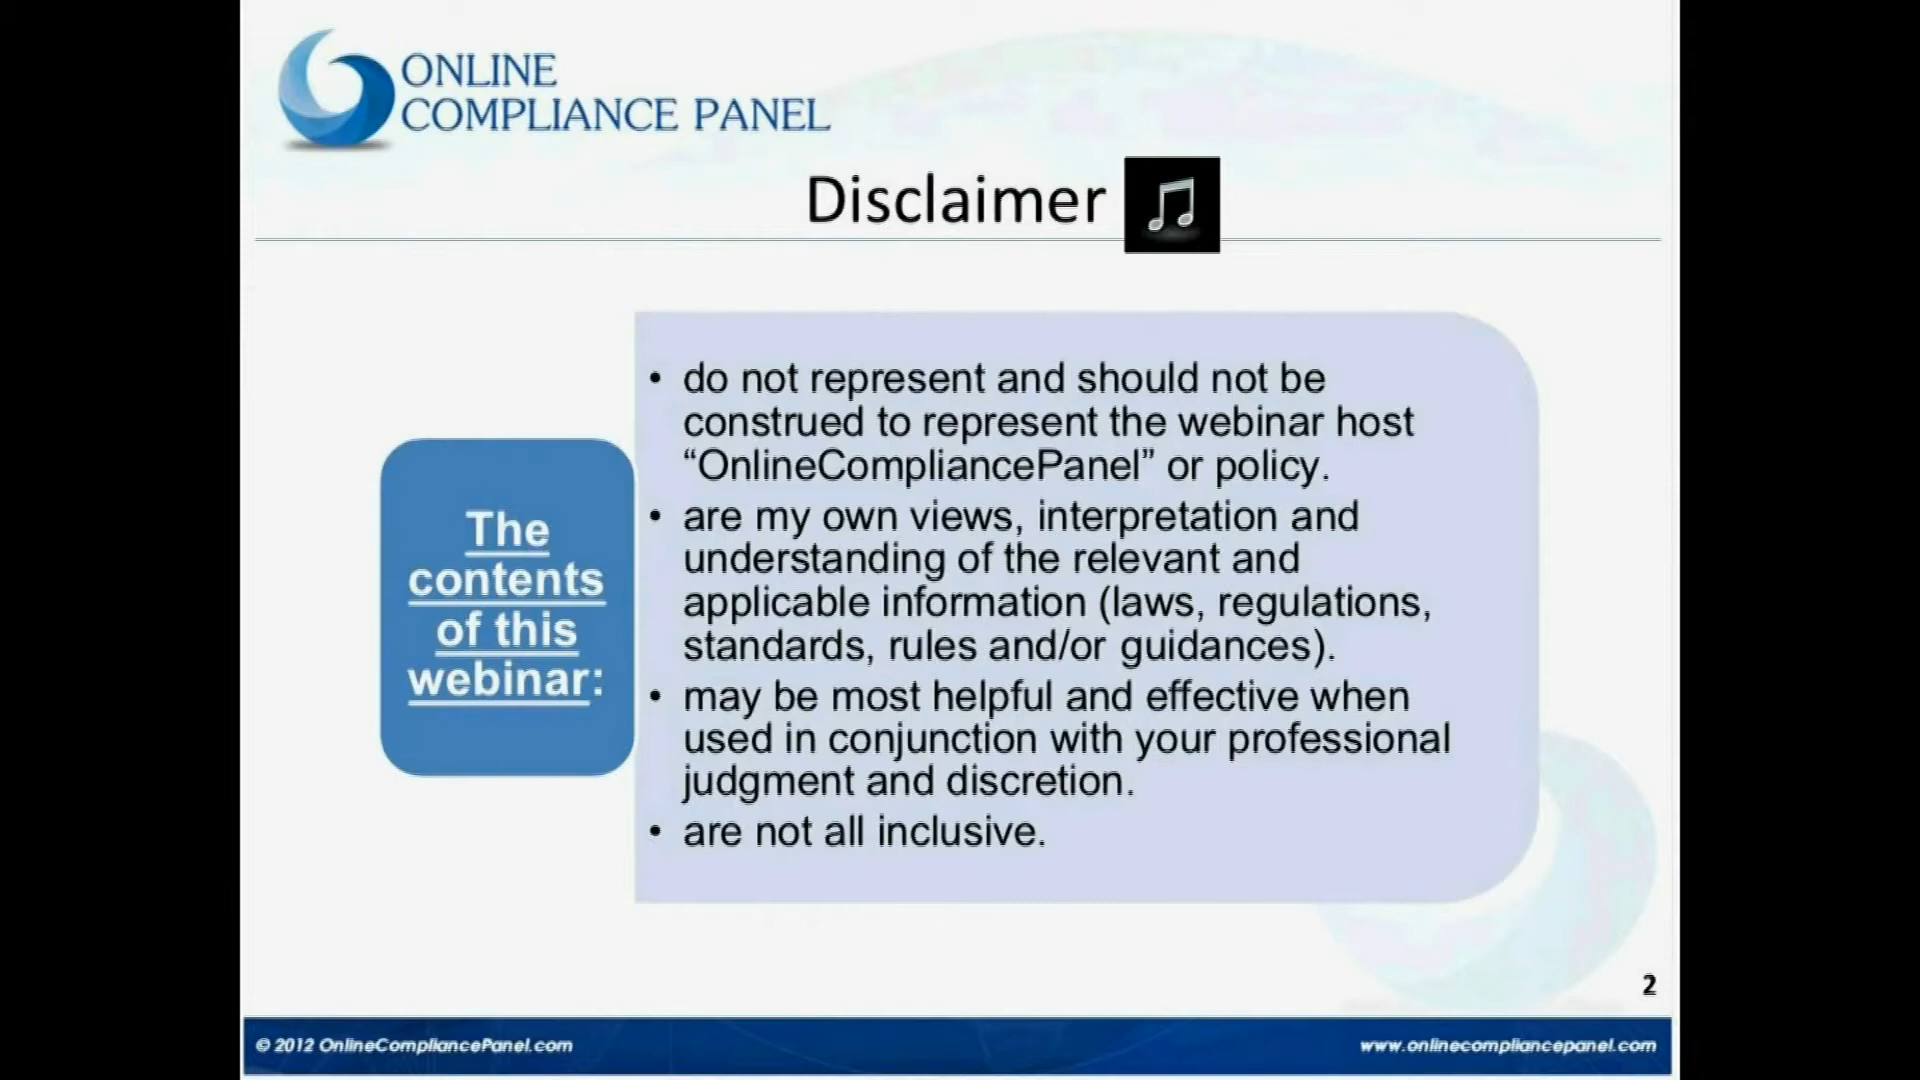 ONLINE
COMPLIANCE PANEL
Disclaimer
The
contents
of this
webinar:
• do not represent and should not be
construed to represent the webinar host
“OnlineCompliancePanel” or policy.
• are my own views, interpretation and
understanding of the relevant and
applicable information (laws, regulations,
standards, rules and/or guidances).
• may be most helpful and effective when
used in conjunction with your professional
judgment and discretion.
• are not all inclusive.
2
© 2012 OnlineCompliancePanel.com
www.onlinecompliancepanel.com